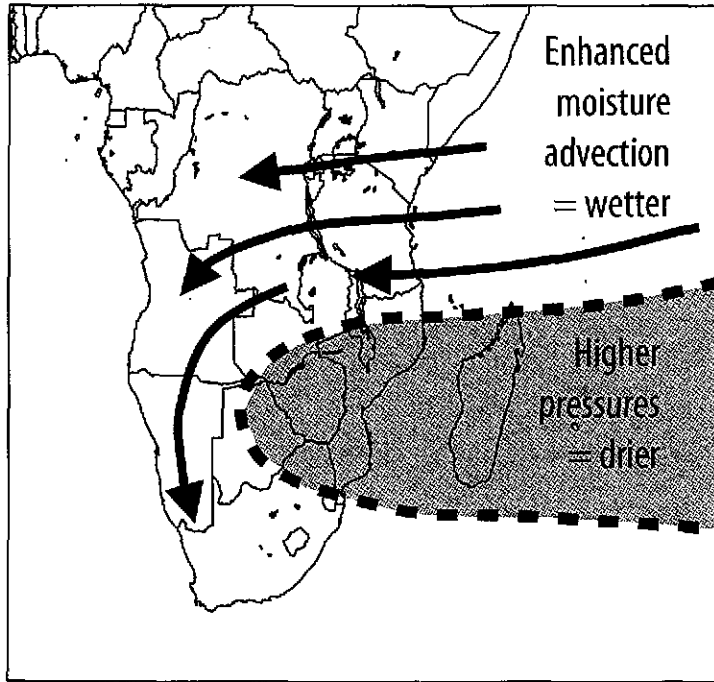 Enhanced
moisture
advection
= wetter
Higher
pressures
= drier